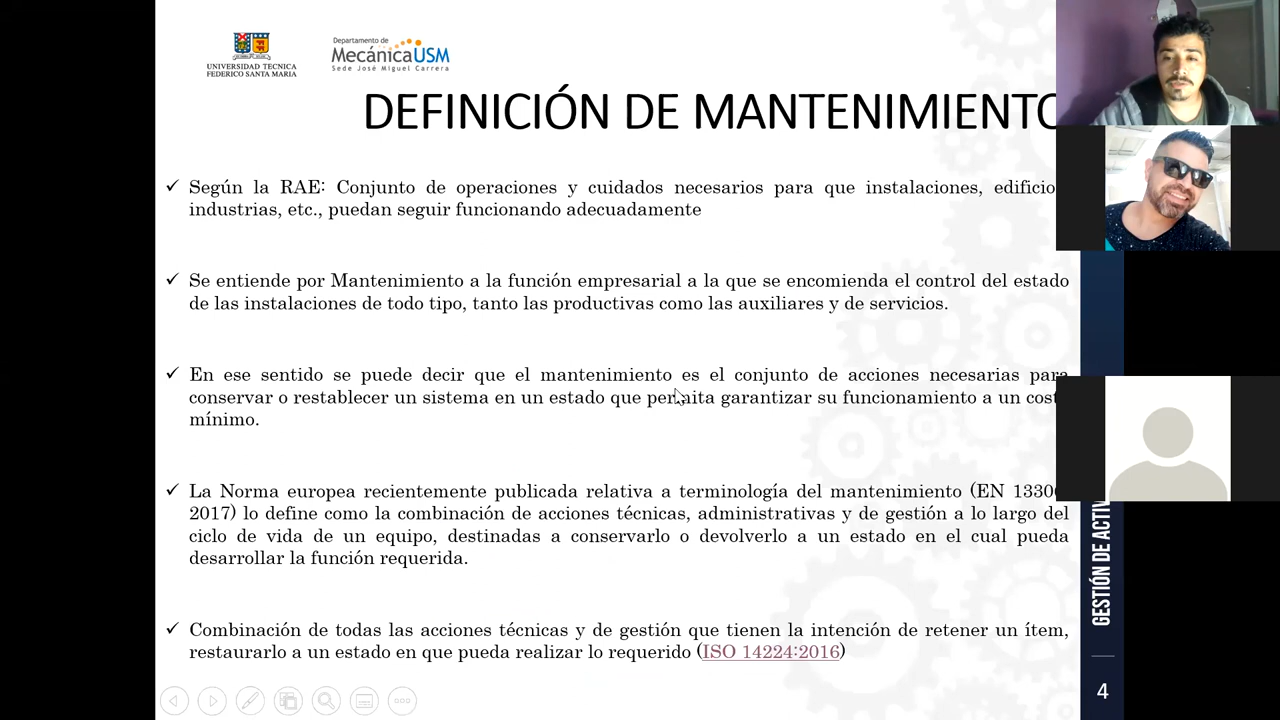 UNIVERSIDAD TECNICA
FEDERICO SANTA MARIA
Departamento de
MecánicaUSM
Sede José Miguel Carrera
DEFINICIÓN DE MANTENIMIENTO
✓ Según la RAE: Conjunto de operaciones y cuidados necesarios para que instalaciones, edificio
industrias, etc., puedan seguir funcionando adecuadamente
✓ Se entiende por Mantenimiento a la función empresarial a la que se encomienda el control del estado
de las instalaciones de todo tipo, tanto las productivas como las auxiliares y de servicios.
✓ En ese sentido se puede decir que el mantenimiento es el conjunto de acciones necesarias para
conservar o restablecer un sistema en un estado que permita garantizar su funcionamiento a un cost
mínimo.
✓ La Norma europea recientemente publicada relativa a terminología del mantenimiento (EN 1330
2017) lo define como la combinación de acciones técnicas, administrativas y de gestión a lo largo del
ciclo de vida de un equipo, destinadas a conservarlo o devolverlo a un estado en el cual pueda
desarrollar la función requerida.
✓ Combinación de todas las acciones técnicas y de gestión que tienen la intención de retener un ítem,
restaurarlo a un estado en que pueda realizar lo requerido (ISO 14224:2016)
GESTIÓN DE ACTIV
4